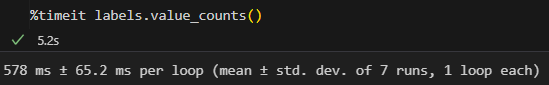 %timeit labels.value_counts()
5.2s
578 ms ± 65.2 ms per loop (mean ± std. dev. of 7 runs, 1 loop each)